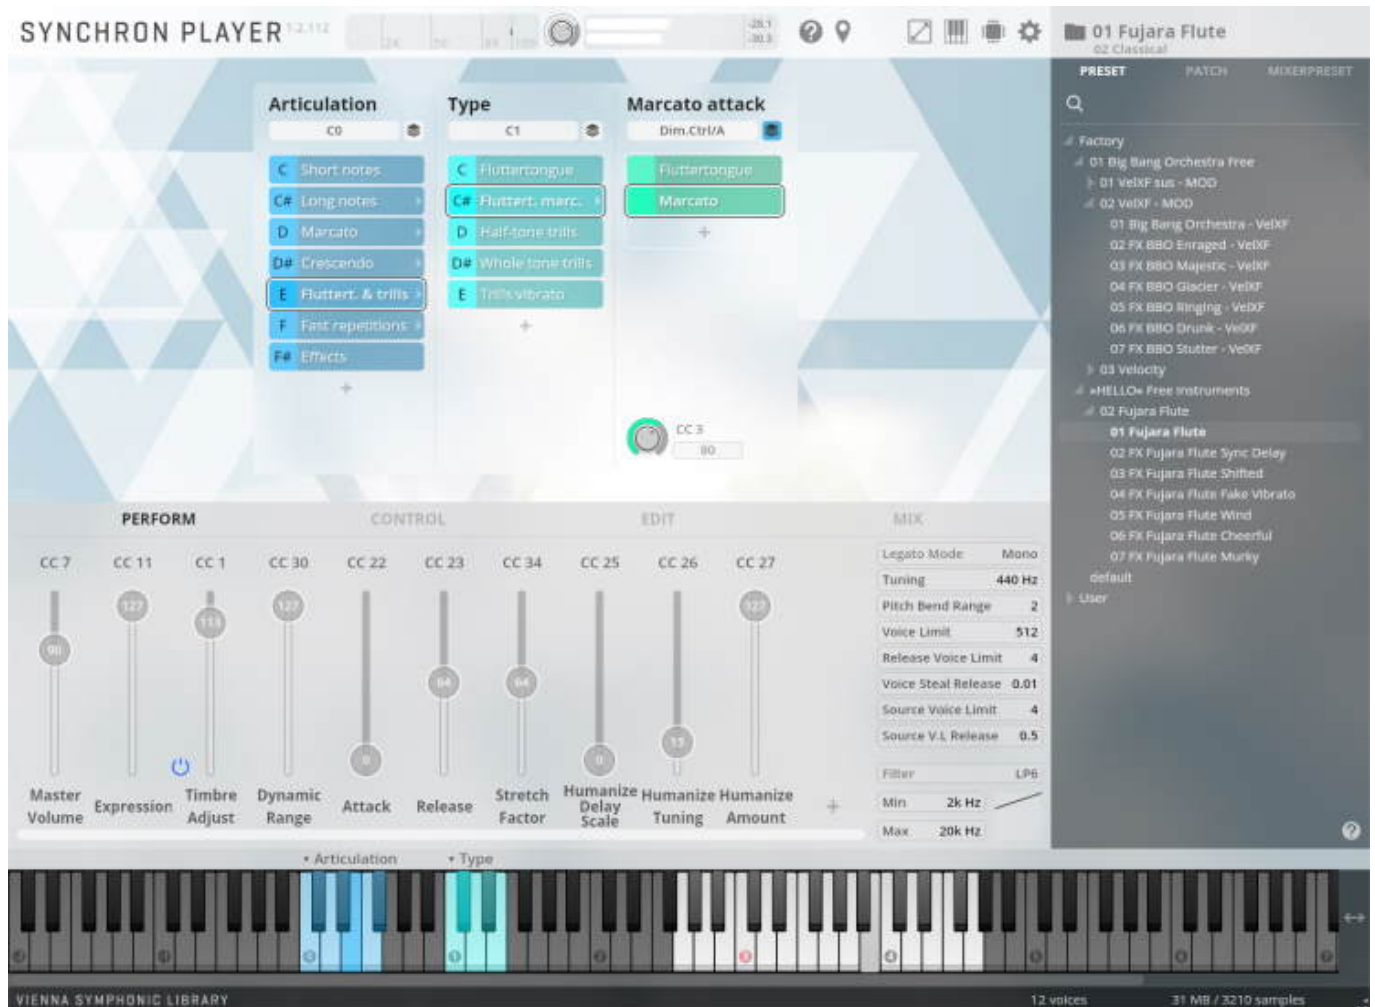 SYNCHRON PLAYER 1.2.112
-28.1
-30.3
Articulation
C0
C Short notes
C# Long notes
D Marcato
D# Crescendo
E Fluttert. & trills
F Fast repetitions
F# Effects
+
Type
C1
C Fluttertongue
C# Fluttert. marc.
D Half-tone trills
D# Whole tone trills
E Trills vibrato
+
Marcato attack
Dim.Ctrl/A
Fluttertongue
Marcato
+
CC 3
80
01 Fujara Flute
02 Classical
PRESET PATCH MIXERPRESET
Factory
01 Big Bang Orchestra Free
01 VelXF sus - MOD
02 VelXF - MOD
01 Big Bang Orchestra - VelXF
02 FX BBO Enraged - VelXF
03 FX BBO Majestic - VelXF
04 FX BBO Glacier - VelXF
05 FX BBO Ringing - VelXF
06 FX BBO Drunk - VelXF
07 FX BBO Stutter - VelXF
03 Velocity
»HELLO« Free Instruments
02 Fujara Flute
01 Fujara Flute
02 FX Fujara Flute Sync Delay
03 FX Fujara Flute Shifted
04 FX Fujara Flute Fake Vibrato
05 FX Fujara Flute Wind
06 FX Fujara Flute Cheerful
07 FX Fujara Flute Murky
default
User
PERFORM CONTROL EDIT MIX
CC 7 CC 11 CC 1 CC 30 CC 22 CC 23 CC 34 CC 25 CC 26 CC 27
90 127 113 127 0 64 64 0 13 127
Master Volume
Expression
Timbre Adjust
Dynamic Range
Attack
Release
Stretch Factor
Humanize Delay Scale
Humanize Tuning
Humanize Amount
+
Legato Mode Mono
Tuning 440 Hz
Pitch Bend Range 2
Voice Limit 512
Release Voice Limit 4
Voice Steal Release 0.01
Source Voice Limit 4
Source V.L Release 0.5
Filter LP6
Min 2k Hz
Max 20k Hz
Articulation Type
VIENNA SYMPHONIC LIBRARY
12 voices
31 MB / 3210 samples